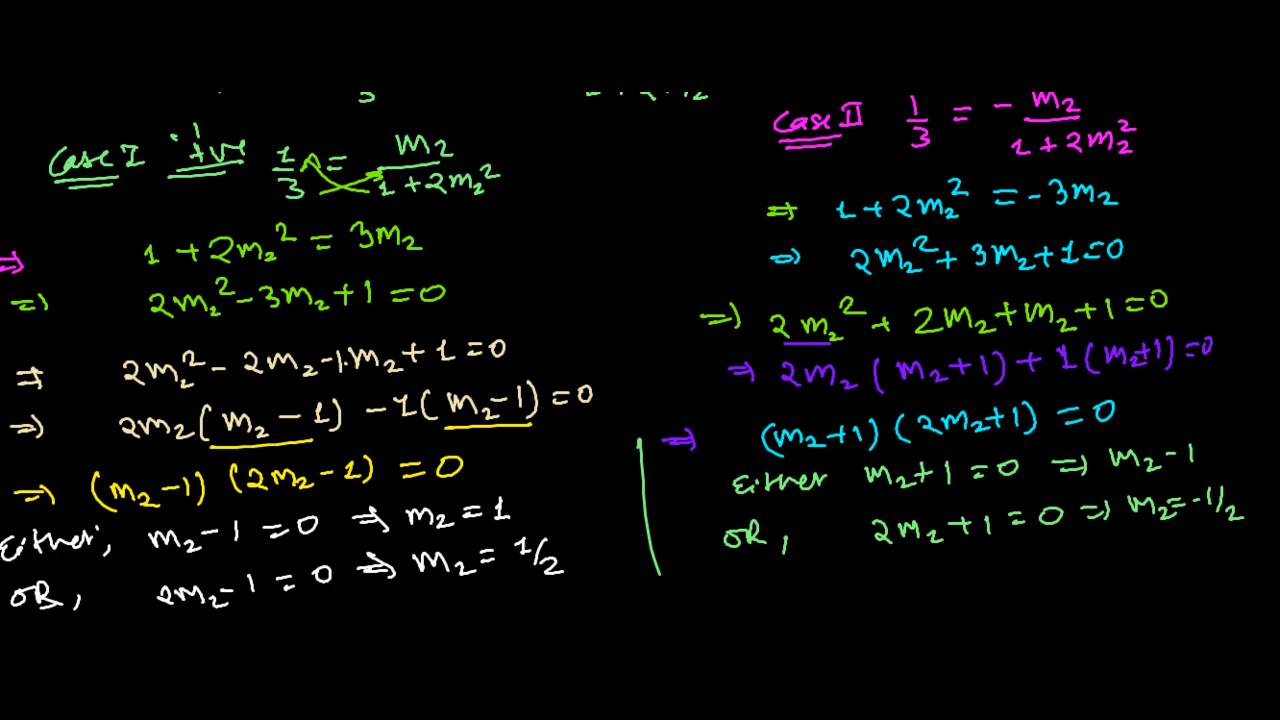 Case I +ve 1/3 = m₂/(1 + 2m₂²)
⇒ 1 + 2m₂² = 3m₂
⇒ 2m₂² - 3m₂ + 1 = 0
⇒ 2m₂² - 2m₂ - 1.m₂ + 1 = 0
⇒ 2m₂(m₂ - 1) - 1(m₂ - 1) = 0
⇒ (m₂ - 1)(2m₂ - 1) = 0
Either, m₂ - 1 = 0 ⇒ m₂ = 1
OR, 2m₂ - 1 = 0 ⇒ m₂ = 1/2
Case II 1/3 = - m₂/(1 + 2m₂²)
⇒ 1 + 2m₂² = -3m₂
⇒ 2m₂² + 3m₂ + 1 = 0
⇒ 2m₂² + 2m₂ + m₂ + 1 = 0
⇒ 2m₂(m₂ + 1) + 1(m₂ + 1) = 0
⇒ (m₂ + 1)(2m₂ + 1) = 0
Either m₂ + 1 = 0 ⇒ m₂ - 1
OR, 2m₂ + 1 = 0 ⇒ m₂ = -1/2